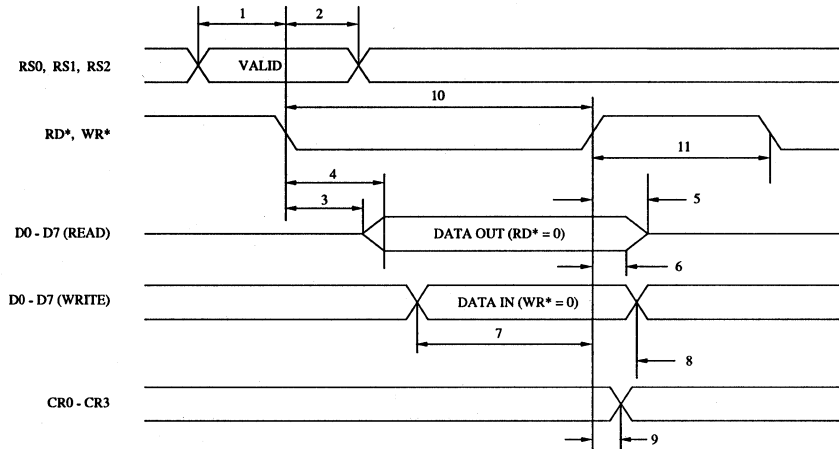 1 2
RS0, RS1, RS2 VALID
10
RD*, WR*
11
4
3 5
D0 - D7 (READ) DATA OUT (RD* = 0)
6
D0 - D7 (WRITE) DATA IN (WR* = 0)
7
8
CR0 - CR3
9